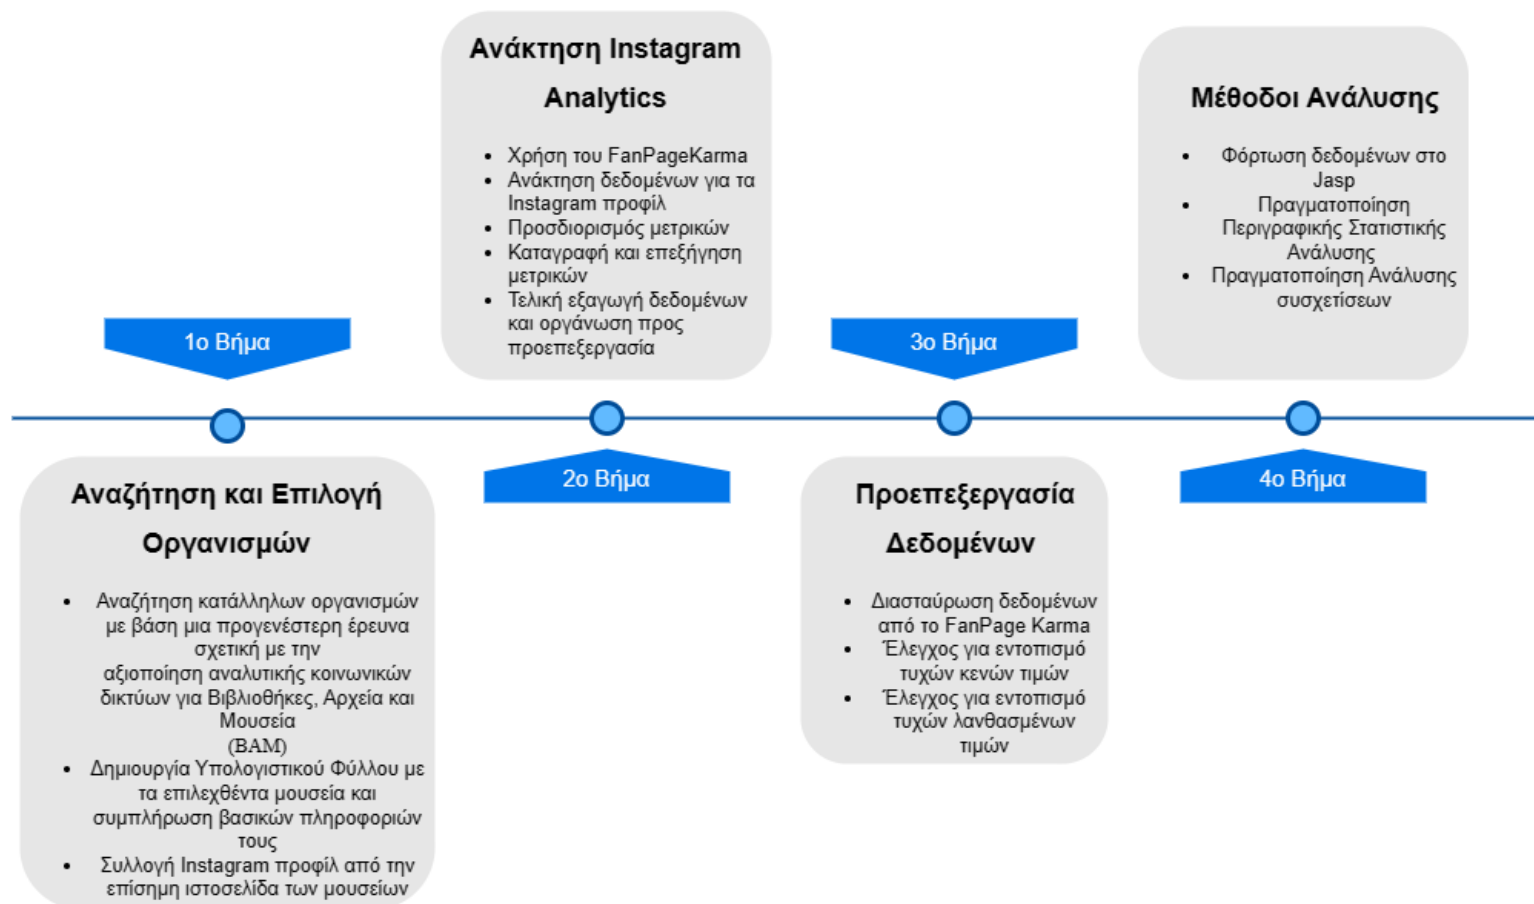 1ο Βήμα
Αναζήτηση και Επιλογή
Οργανισμών
• Αναζήτηση κατάλληλων οργανισμών
με βάση μια προγενέστερη έρευνα
σχετική με την
αξιοποίηση αναλυτικής κοινωνικών
δικτύων για Βιβλιοθήκες, Αρχεία και
Μουσεία
(ΒΑΜ)
• Δημιουργία Υπολογιστικού Φύλλου με
τα επιλεχθέντα μουσεία και
συμπλήρωση βασικών πληροφοριών
τους
• Συλλογή Instagram προφίλ από την
επίσημη ιστοσελίδα των μουσείων
Ανάκτηση Instagram
Analytics
• Χρήση του FanPageKarma
• Ανάκτηση δεδομένων για τα
Instagram προφίλ
• Προσδιορισμός μετρικών
• Καταγραφή και επεξήγηση
μετρικών
• Τελική εξαγωγή δεδομένων
και οργάνωση προς
προεπεξεργασία
2ο Βήμα
3ο Βήμα
Προεπεξεργασία
Δεδομένων
• Διασταύρωση δεδομένων
από το FanPage Karma
• Έλεγχος για εντοπισμό
τυχών κενών τιμών
• Έλεγχος για εντοπισμό
τυχών λανθασμένων
τιμών
Μέθοδοι Ανάλυσης
• Φόρτωση δεδομένων στο
Jasp
• Πραγματοποίηση
Περιγραφικής Στατιστικής
Ανάλυσης
• Πραγματοποίηση Ανάλυσης
συσχετίσεων
4ο Βήμα